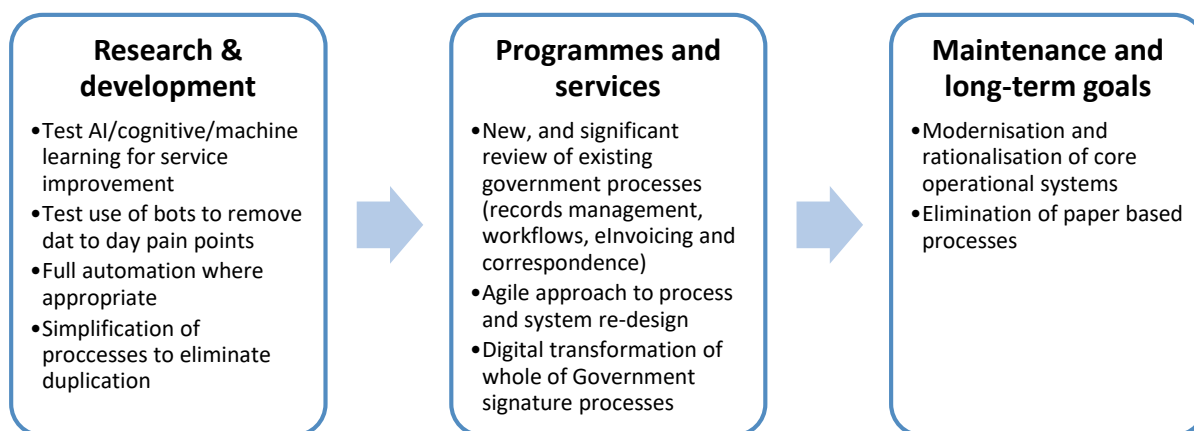 Research &
development
•Test AI/cognitive/machine
learning for service
improvement
•Test use of bots to remove
dat to day pain points
•Full automation where
appropriate
•Simplification of
proccesses to eliminate
duplication
Programmes and
services
•New, and significant
review of existing
government processes
(records management,
workflows, eInvoicing and
correspondence)
•Agile approach to process
and system re-design
•Digital transformation of
whole of Government
signature processes
Maintenance and
long-term goals
•Modernisation and
rationalisation of core
operational systems
•Elimination of paper based
processes